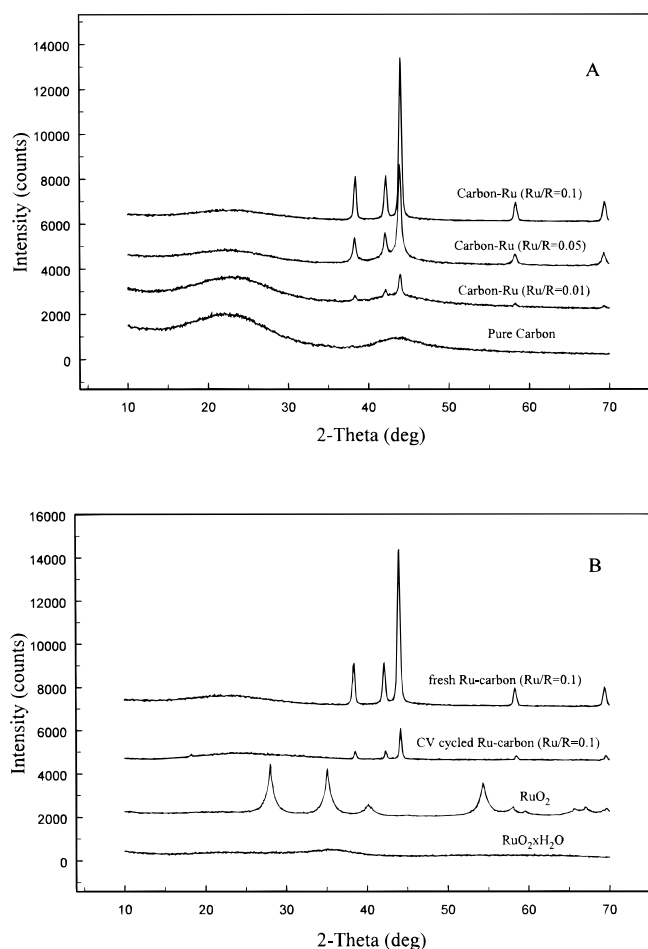 14000
12000
10000
8000
6000
4000
2000
0
Intensity (counts)
A
Carbon-Ru (Ru/R=0.1)
Carbon-Ru (Ru/R=0.05)
Carbon-Ru (Ru/R=0.01)
Pure Carbon
10 20 30 40 50 60 70
2-Theta (deg)
16000
14000
12000
10000
8000
6000
4000
2000
0
Intensity (counts)
B
fresh Ru-carbon (Ru/R=0.1)
CV cycled Ru-carbon (Ru/R=0.1)
RuO₂
RuO₂xH₂O
10 20 30 40 50 60 70
2-Theta (deg)